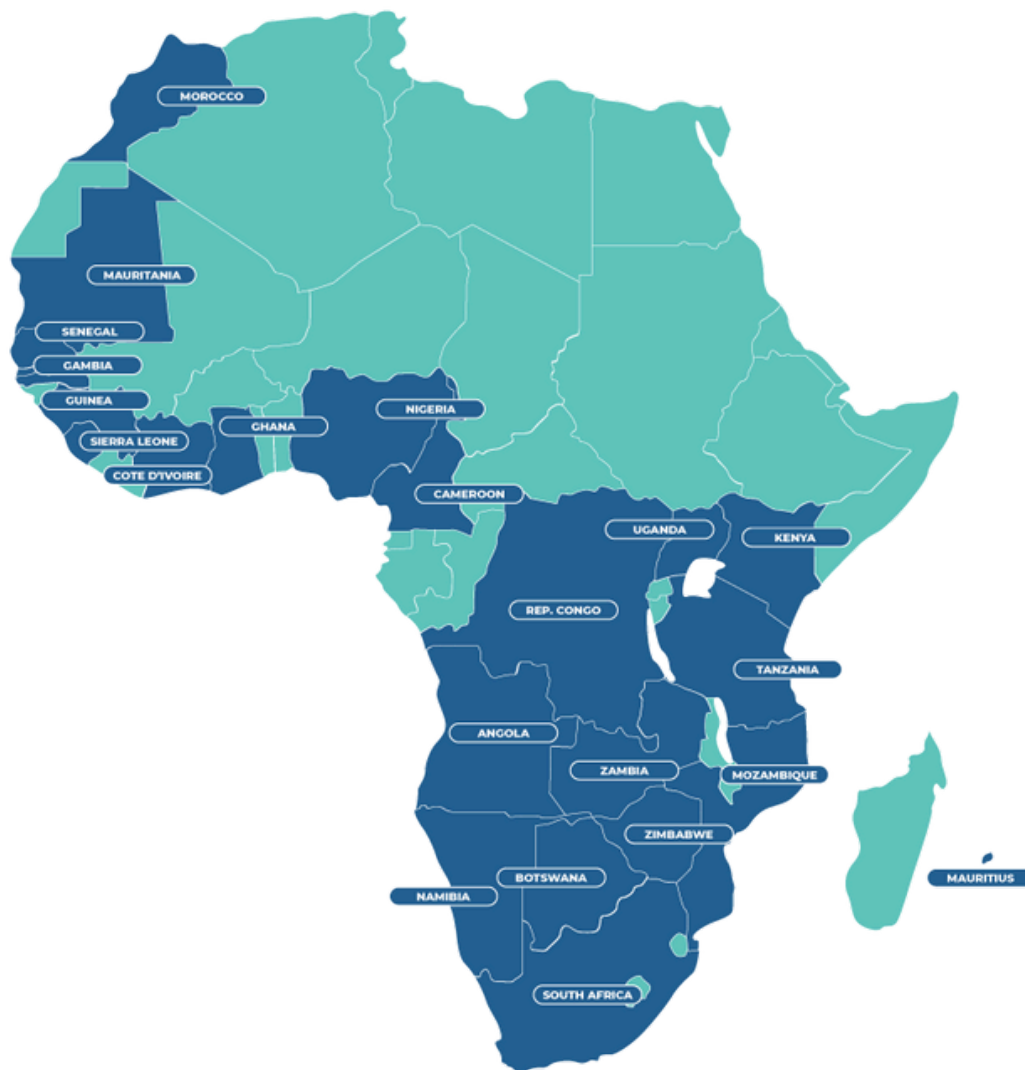 MOROCCO
MAURITANIA
SENEGAL
GAMBIA
GUINEA
NIGERIA
GHANA
SIERRA LEONE
COTE D'IVOIRE
CAMEROON
UGANDA
KENYA
REP. CONGO
TANZANIA
ANGOLA
ZAMBIA
MOZAMBIQUE
ZIMBABWE
BOTSWANA
MAURITIUS
NAMIBIA
SOUTH AFRICA